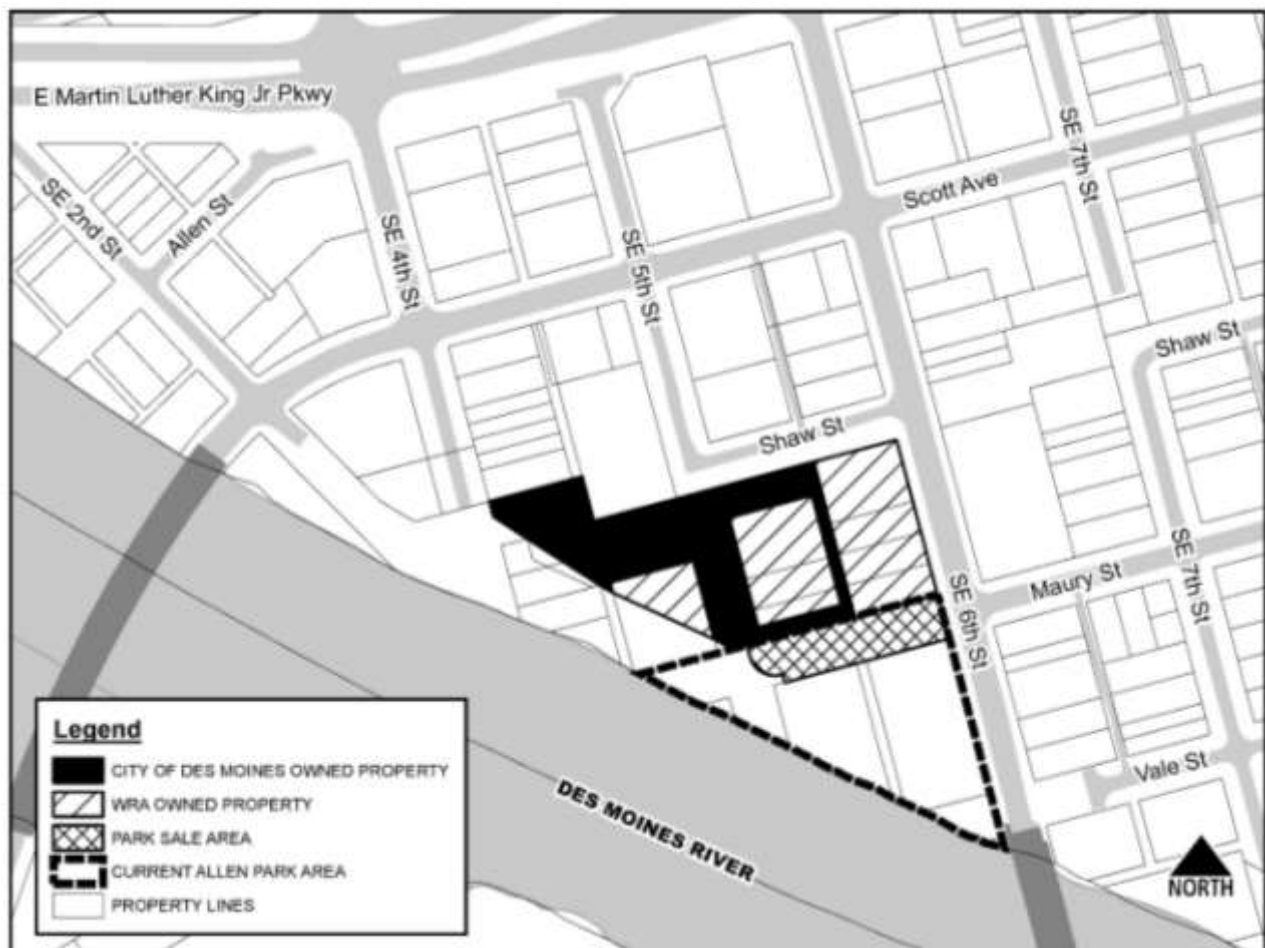 E Martin Luther King Jr Pkwy
SE 2nd St
Allen St
SE 4th St
SE 5th St
Scott Ave
SE 7th St
Shaw St
Shaw St
SE 6th St
Maury St
SE 7th St
Vale St
DES MOINES RIVER
NORTH
Legend
CITY OF DES MOINES OWNED PROPERTY
WRA OWNED PROPERTY
PARK SALE AREA
CURRENT ALLEN PARK AREA
PROPERTY LINES